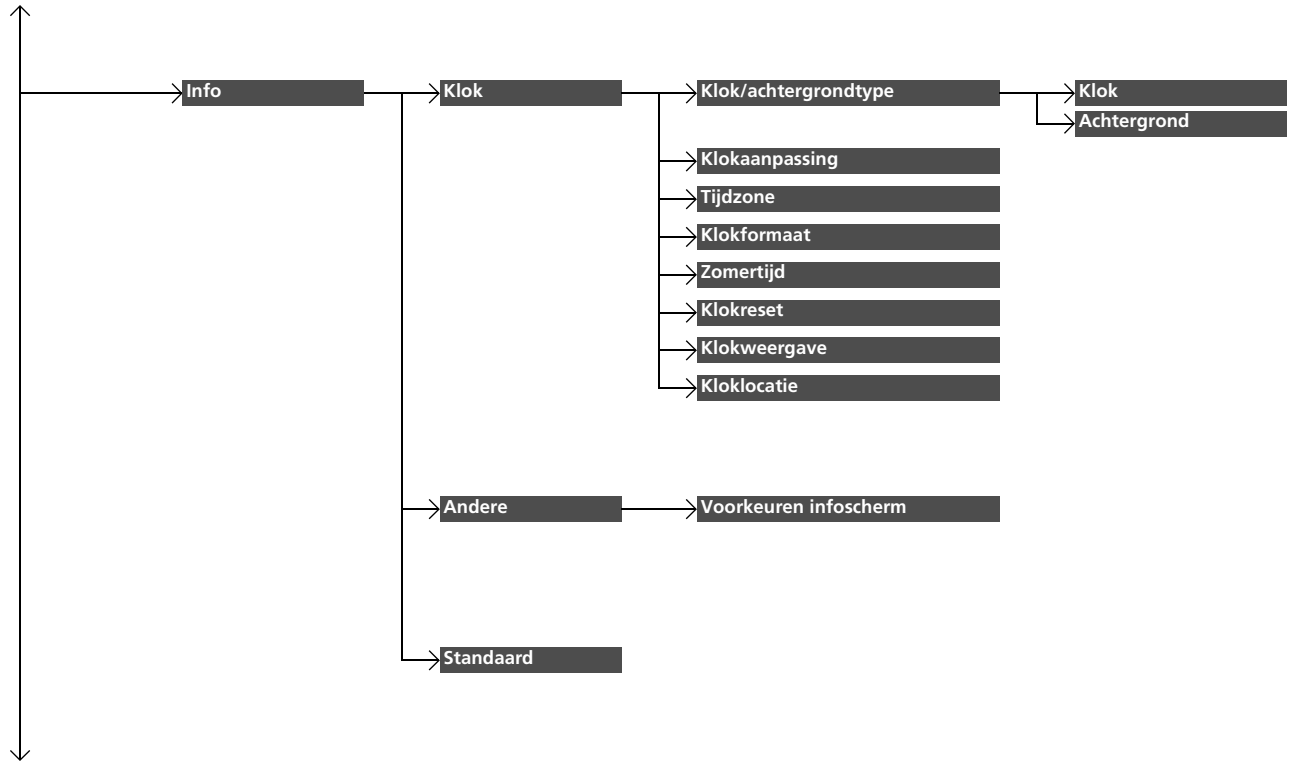 Info
Klok
Klok/achtergrondtype
Klok
Achtergrond
Klokaanpassing
Tijdzone
Klokformaat
Zomertijd
Klokreset
Klokweergave
Kloklocatie
Andere
Voorkeuren infoscherm
Standaard